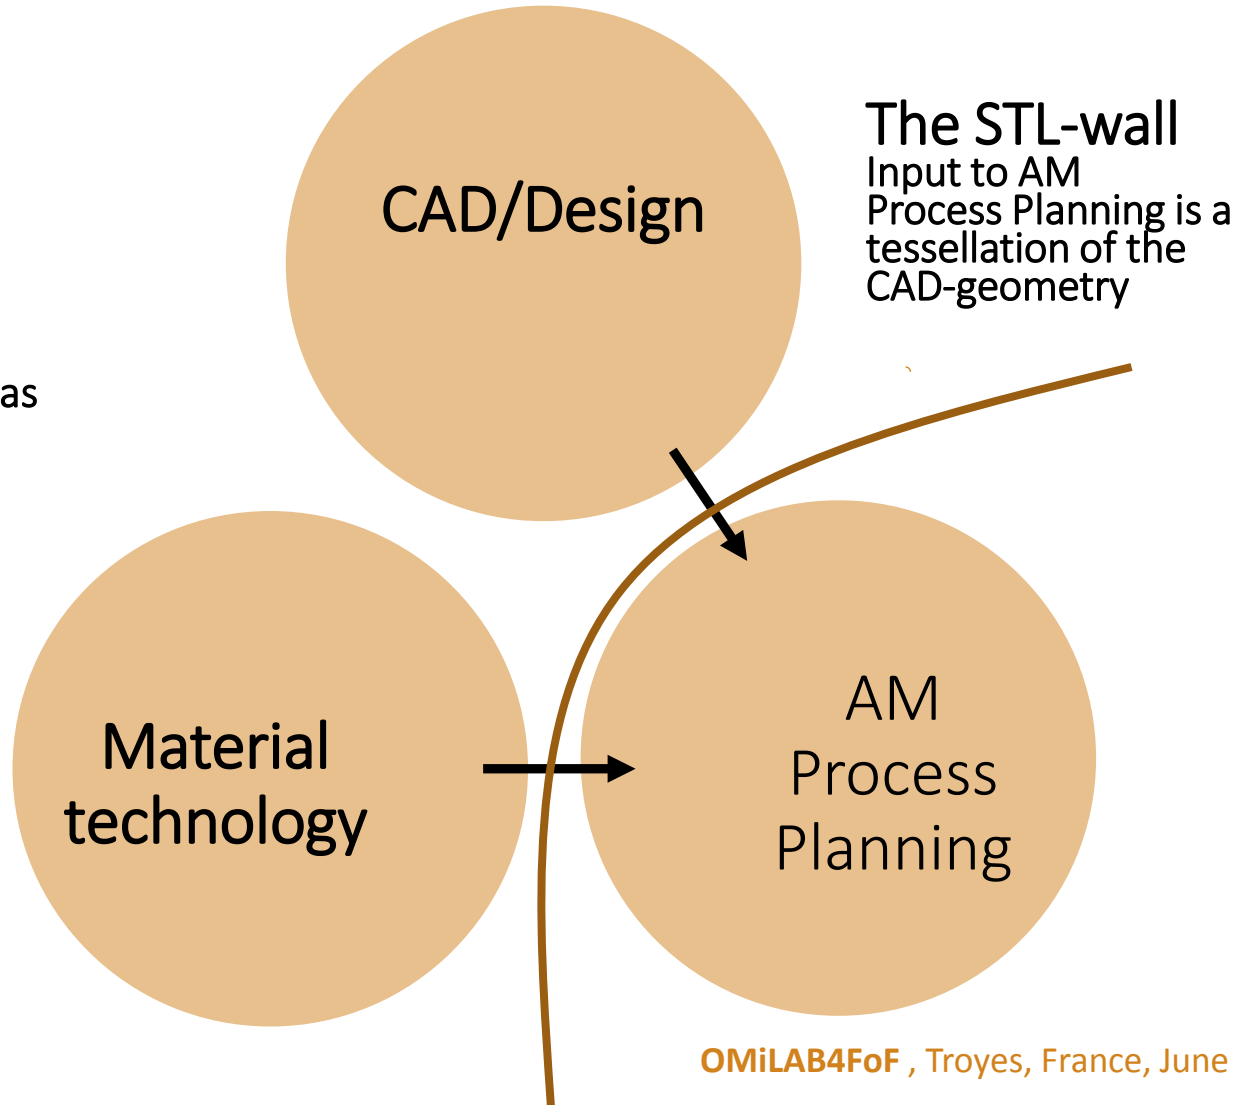 CAD/Design
The STL-wall
Input to AM
Process Planning is a
tessellation of the
CAD-geometry
as
Material
technology
AM
Process
Planning
OMiLAB4FoF , Troyes, France, June